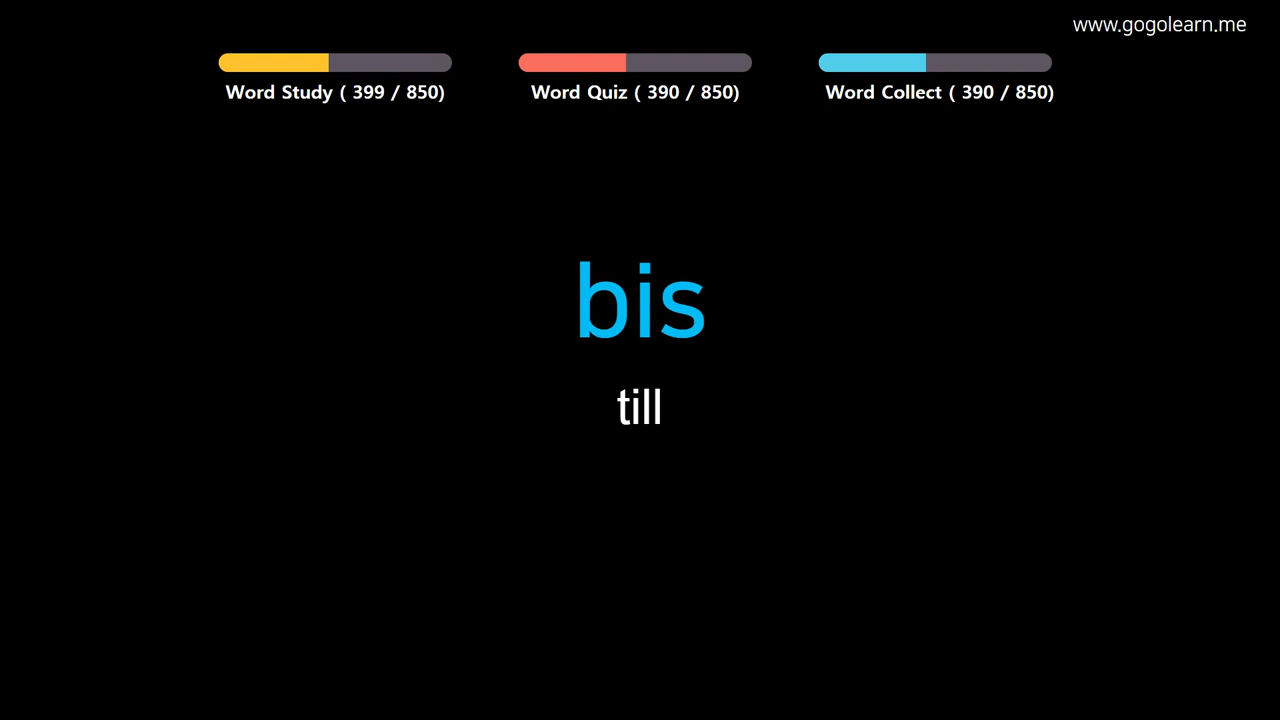 www.gogolearn.me
Word Study ( 399 / 850)
Word Quiz ( 390 / 850)
Word Collect ( 390 / 850)
bis
till